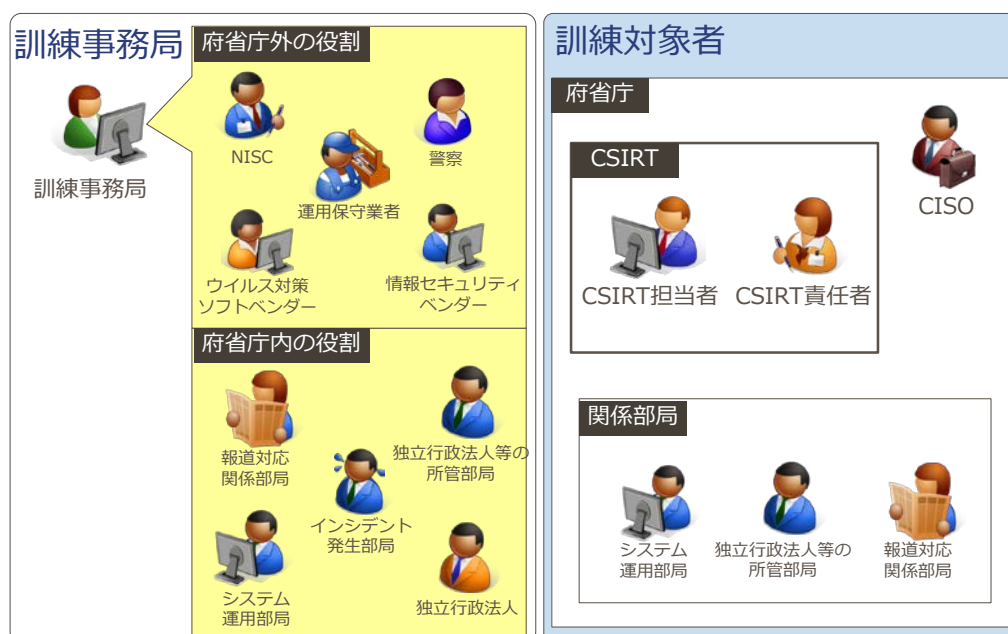 訓練事務局
訓練事務局
府省庁外の役割
NISC
警察
運用保守業者
ウイルス対策
ソフトベンダー
情報セキュリティ
ベンダー
府省庁内の役割
報道対応
関係部局
独立行政法人等の
所管部局
インシデント
発生部局
システム
運用部局
独立行政法人
訓練対象者
府省庁
CSIRT
CSIRT担当者
CSIRT責任者
CISO
関係部局
システム
運用部局
独立行政法人等の
所管部局
報道対応
関係部局